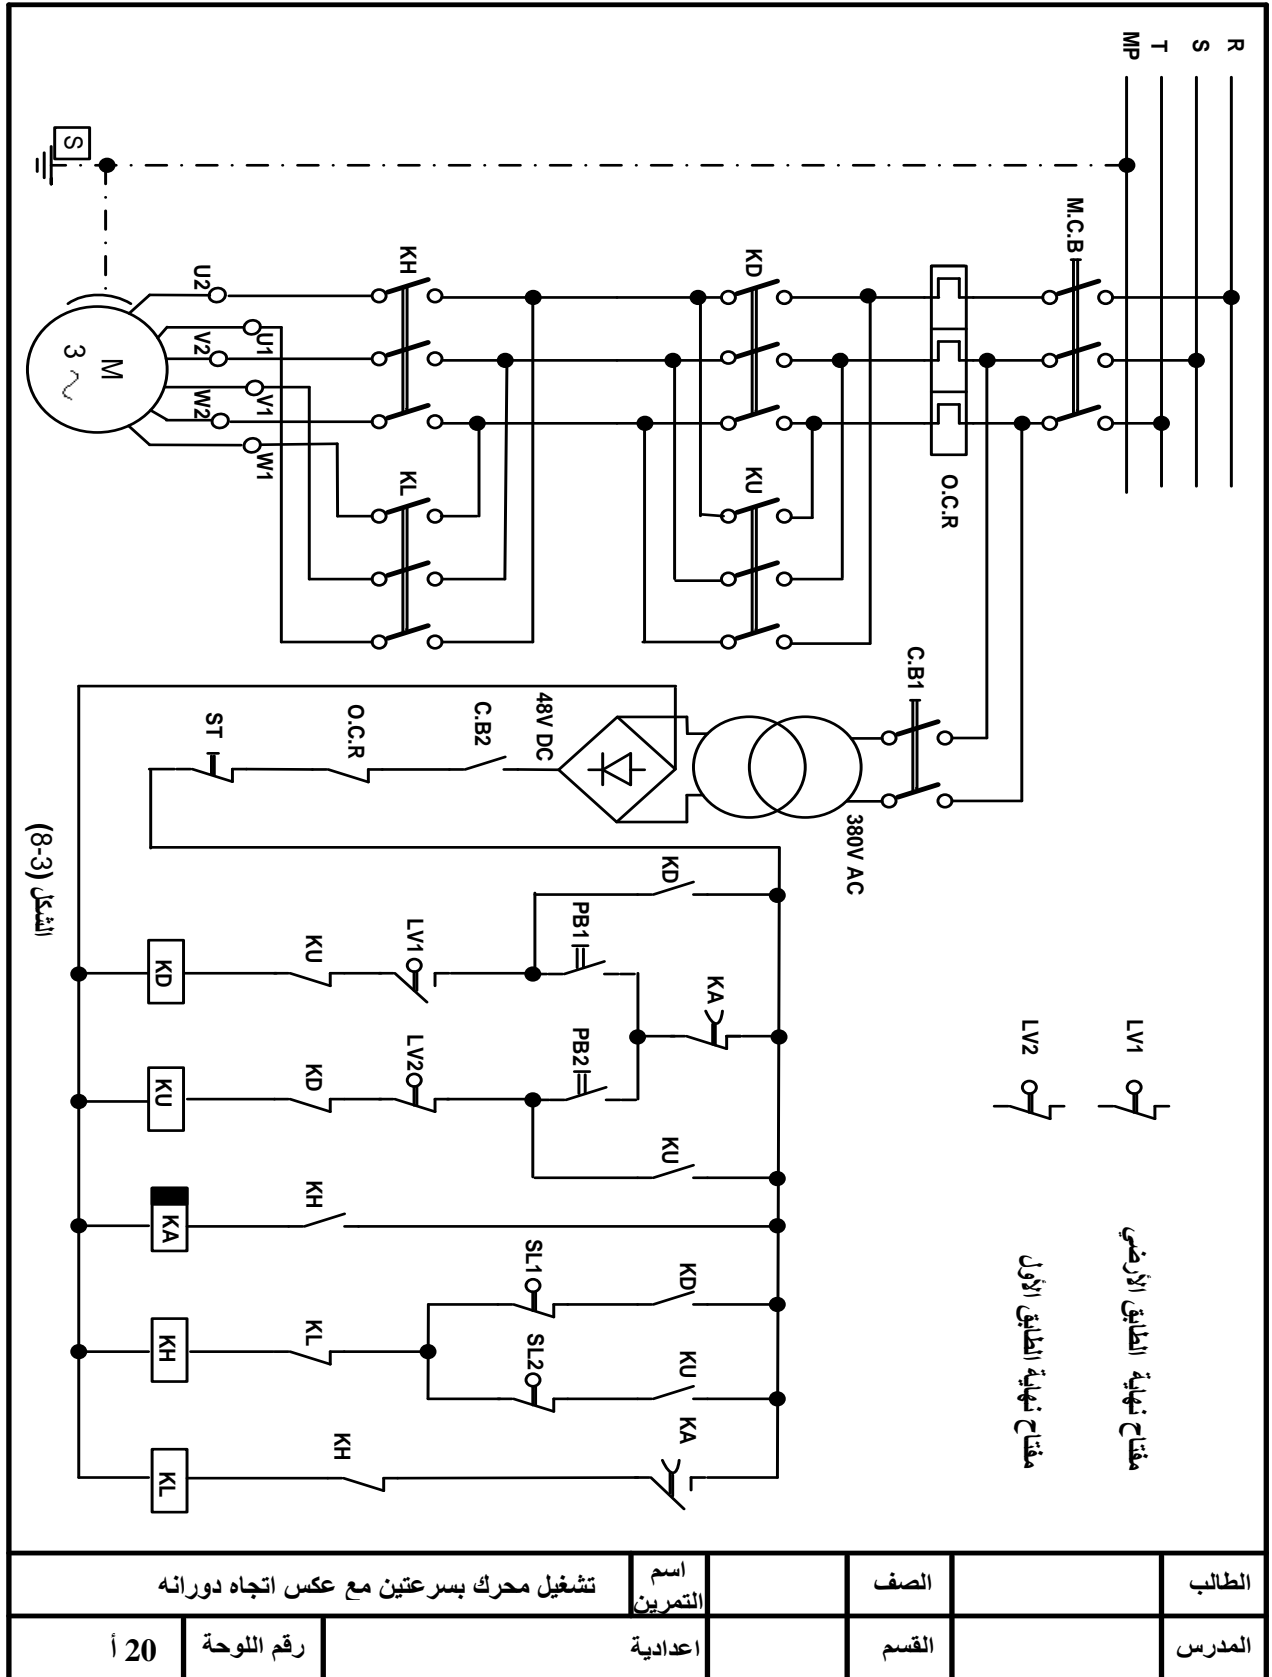 R
S
T
MP
M.C.B
S
O.C.R
KD
KU
KH
KL
U2
U1
V2
V1
W2
W1
M
3 ~
C.B1
380V AC
48V DC
C.B2
O.C.R
ST
KD
PB1
LV1
KU
KD
KA
PB2
LV2
KD
KU
KU
KH
KA
KD
SL1
SL2
KU
KL
KH
KA
KH
KL
LV1
مفتاح نهاية الطابق الأرضي
LV2
مفتاح نهاية الطابق الأول
الشكل (3-8)
الطالب
الصف
اسم التمرين
تشغيل محرك بسرعتين مع عكس اتجاه دورانه
المدرس
القسم
اعدادية
رقم اللوحة
20 أ